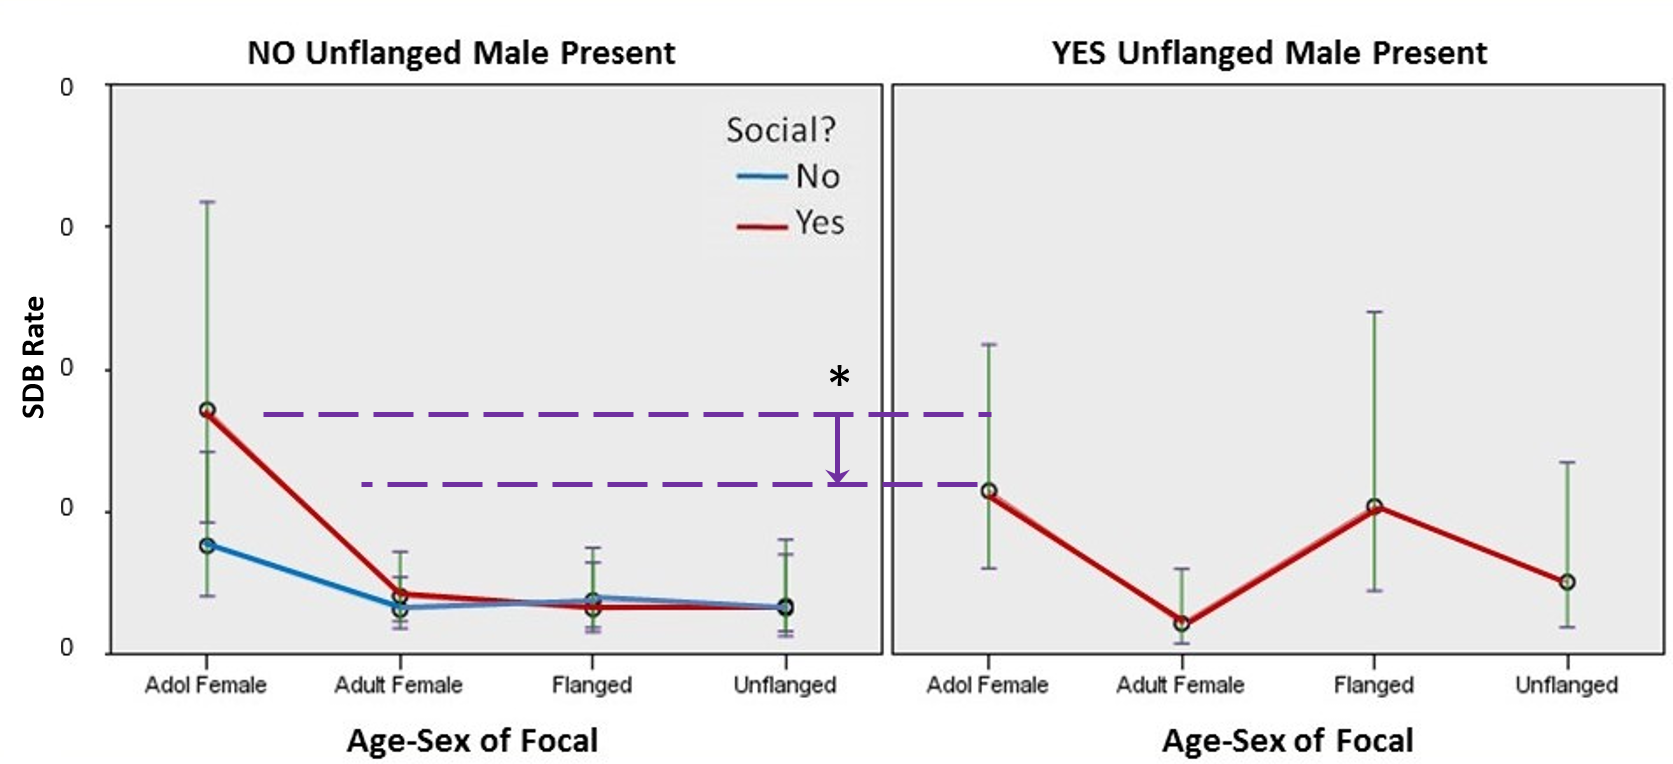 NO Unflanged Male Present
YES Unflanged Male Present
0
0
0
0
0
SDB Rate
Social?
No
Yes
*
Adol Female
Adult Female
Flanged
Unflanged
Adol Female
Adult Female
Flanged
Unflanged
Age-Sex of Focal
Age-Sex of Focal